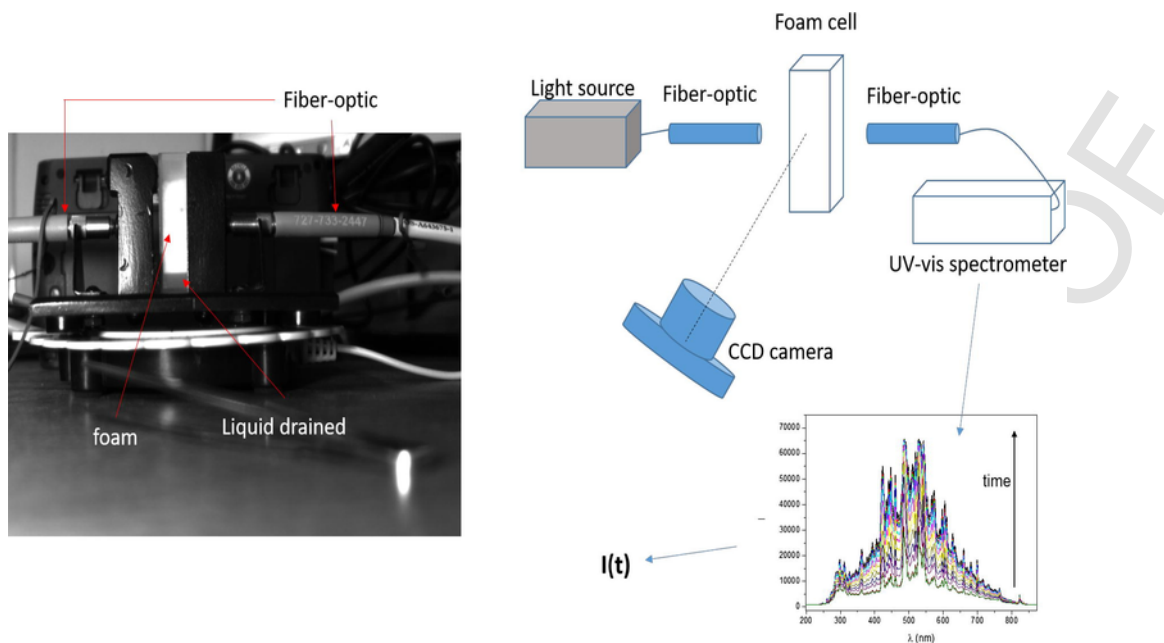 Fiber-optic
727-733-2447
foam
Liquid drained
Foam cell
Light source
Fiber-optic
Fiber-optic
UV-vis spectrometer
CCD camera
70000
60000
50000
40000
30000
20000
10000
0
I
time
200 300 400 500 600 700 800
λ (nm)
I(t)
OF